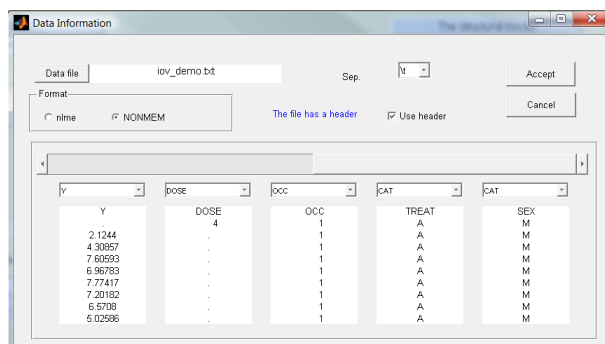 Data Information
Data file
iov_demo.txt
Sep.
\t
Accept
Format
nlme
NONMEM
The file has a header
Use header
Cancel
Y DOSE OCC CAT CAT
Y DOSE OCC TREAT SEX
. 4 1 A M
2.1244 . 1 A M
4.30857 . 1 A M
7.60593 . 1 A M
6.96783 . 1 A M
7.77417 . 1 A M
7.20182 . 1 A M
6.5708 . 1 A M
5.02586 . 1 A M